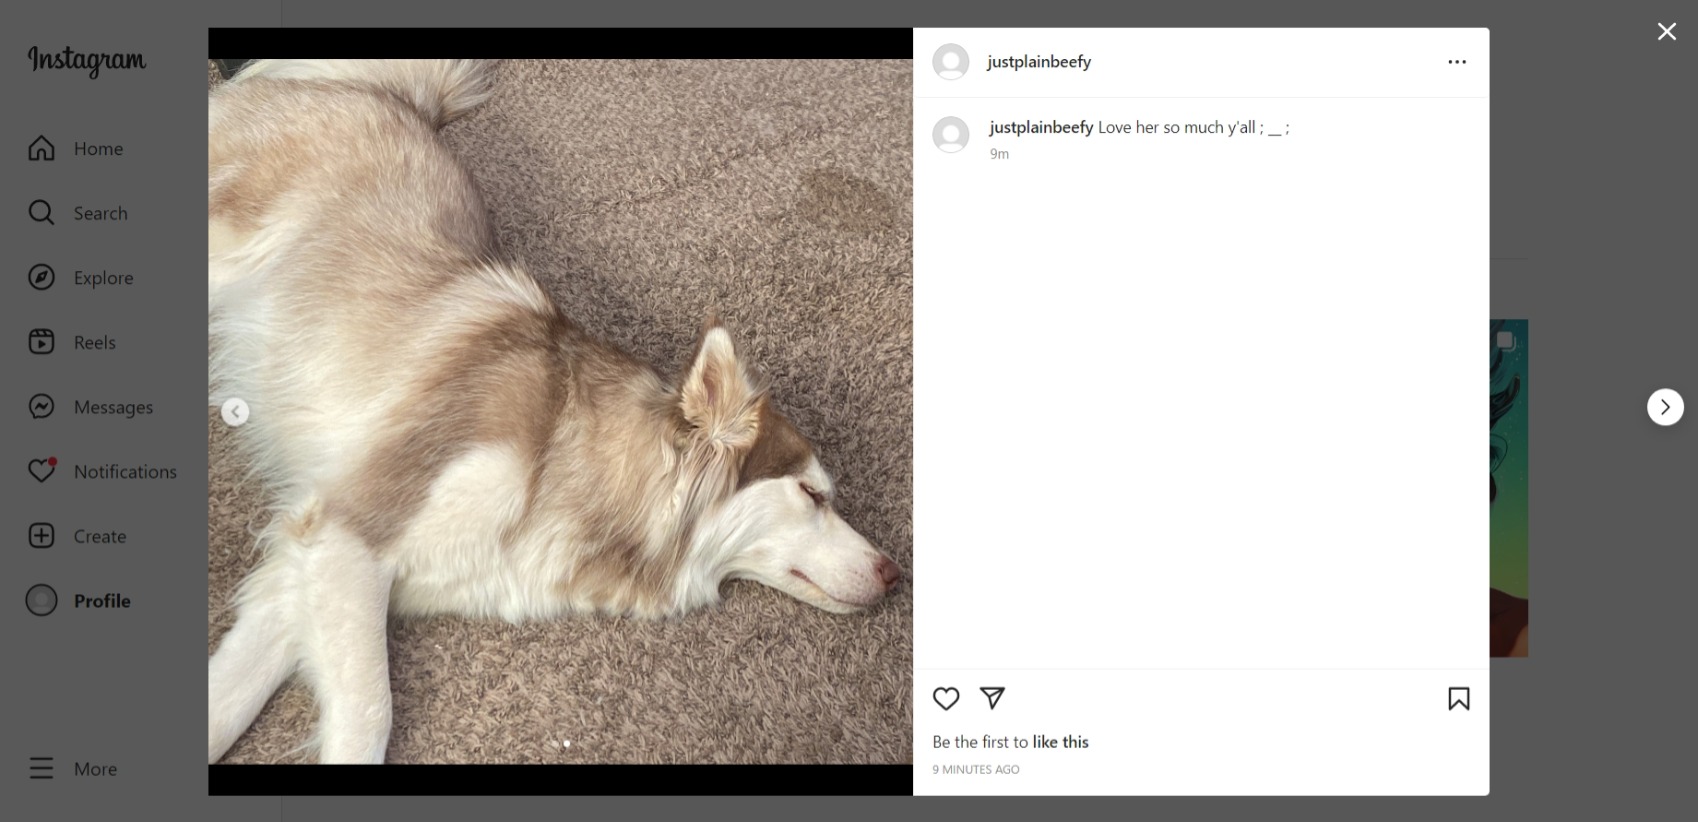 Instagram
Home
Search
Explore
Reels
Messages
Notifications
Create
Profile
More
justplainbeefy
justplainbeefy Love her so much y'all ; __ ;
9m
Be the first to like this
9 MINUTES AGO